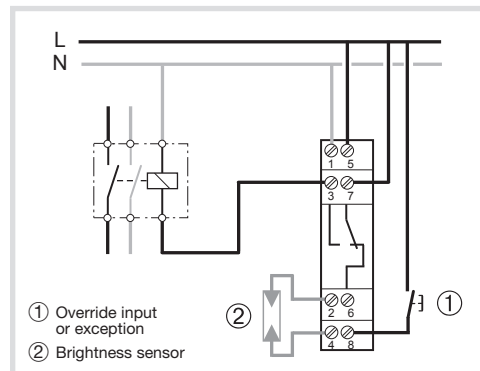 L
N
1 5
3 7
2 6
4 8
②
①
① Override input
or exception
② Brightness sensor